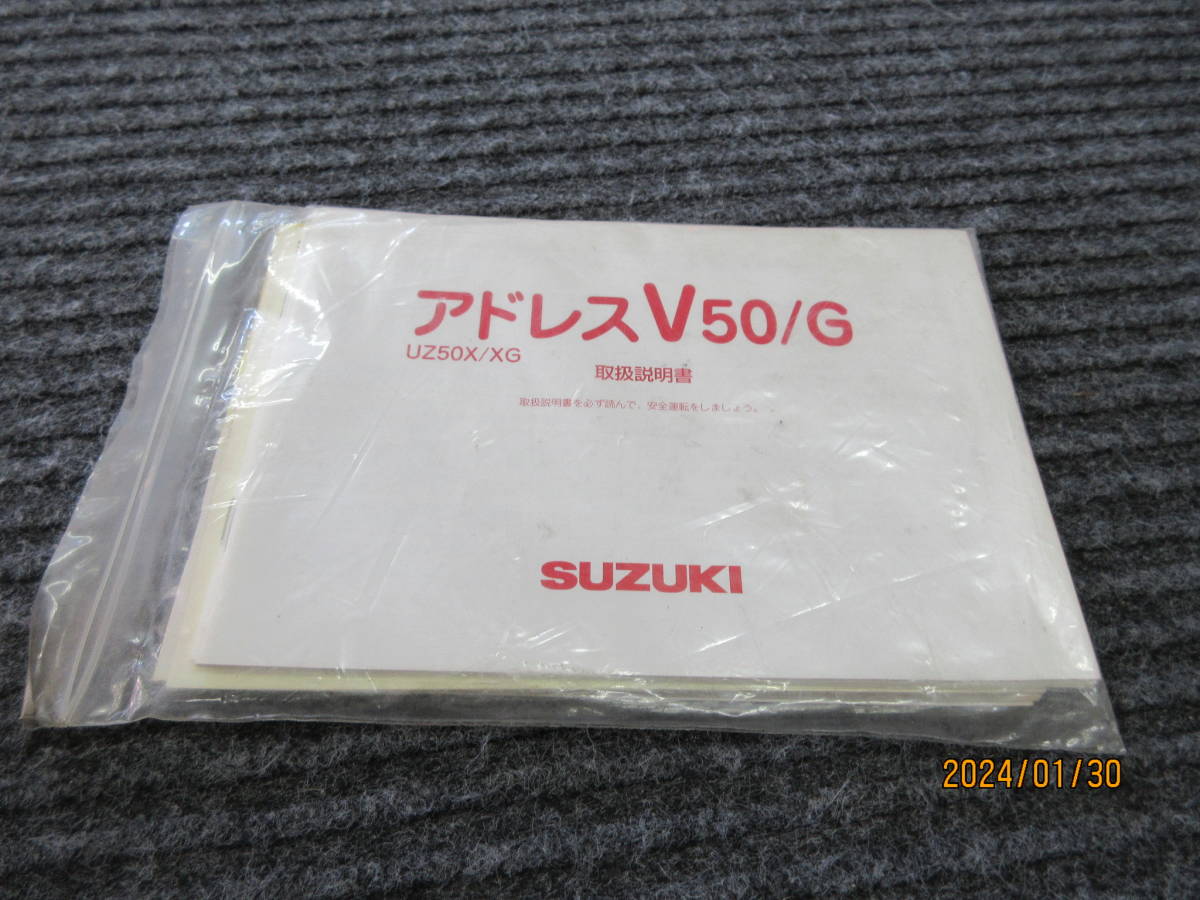 アドレスV50/G
UZ50X/XG
取扱説明書
取扱説明書を必ず読んで、安全運転をしましょう。
SUZUKI
2024/01/30